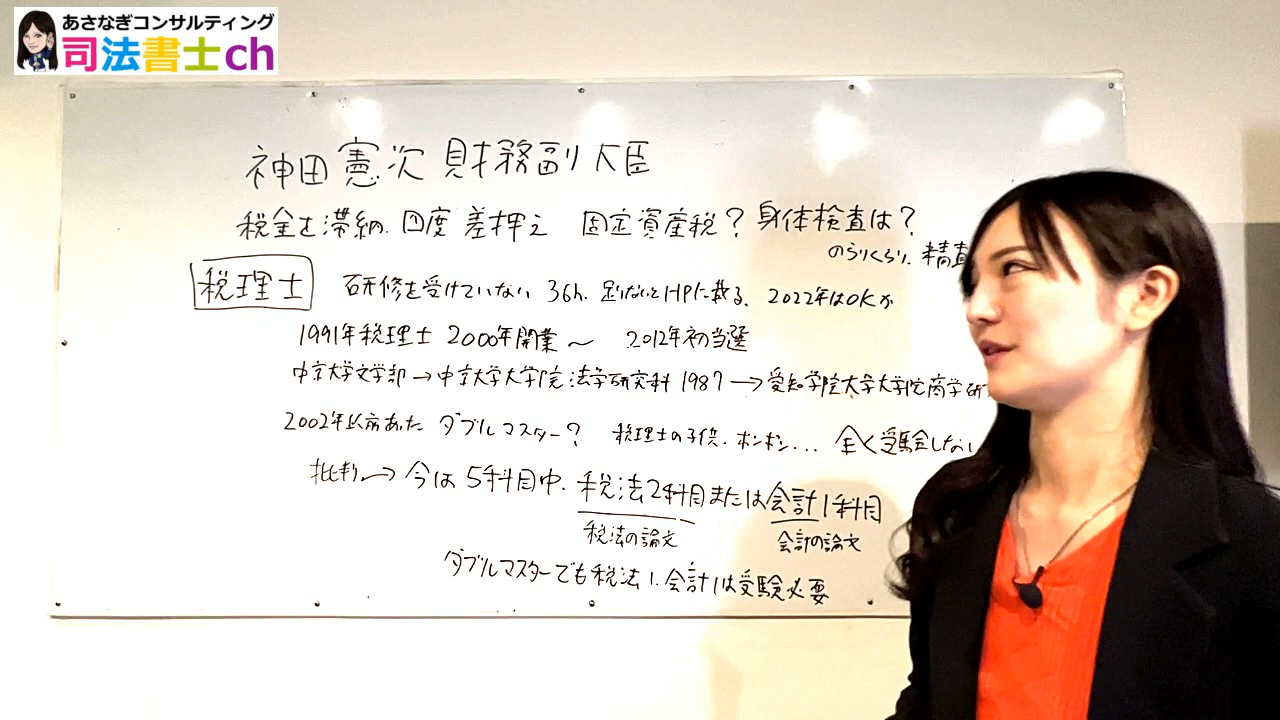 あさなぎコンサルティング
司法書士ch
神田憲次 財務副大臣
税金を滞納、四度 差押え 固定資産税？身体検査は？
のらりくらり、精査
税理士 研修を受けていない 36h、足りないとHPに載る、2022年はOKか
1991年税理士 2000年開業〜 2012年初当選
中京大学文学部→中京大学大学院法学研究科1987→愛知学院大学大学院商学研
2002年以前あった ダブルマスター？ 税理士の子供、ボンボン… 全く受験しない
批判→今は5科目中、税法2科目または会計1科目
税法の論文 会計の論文
ダブルマスターでも税法1、会計1は受験必要